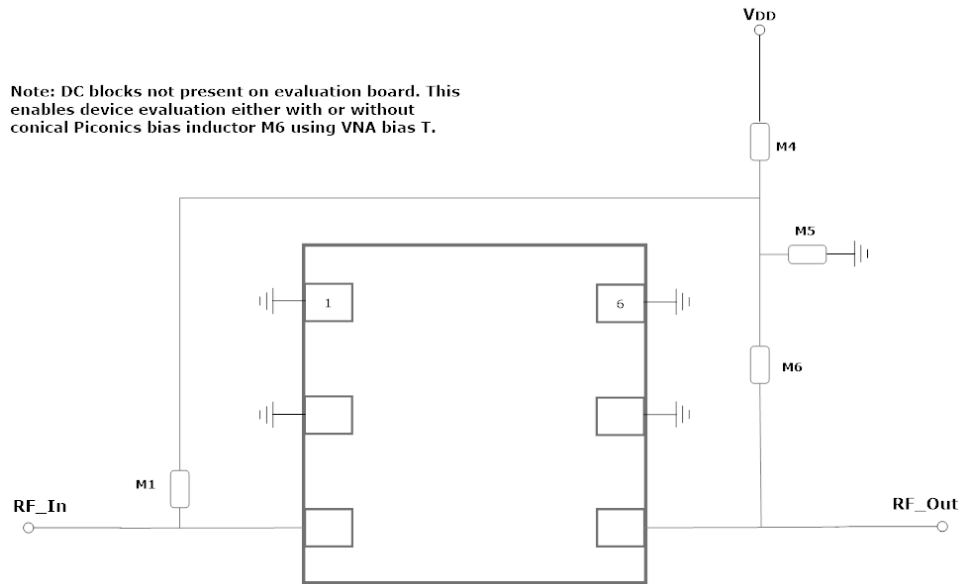 VDD
Note: DC blocks not present on evaluation board. This
enables device evaluation either with or without
conical Piconics bias inductor M6 using VNA bias T.
M4
M5
1
6
M6
M1
RF_In
RF_Out